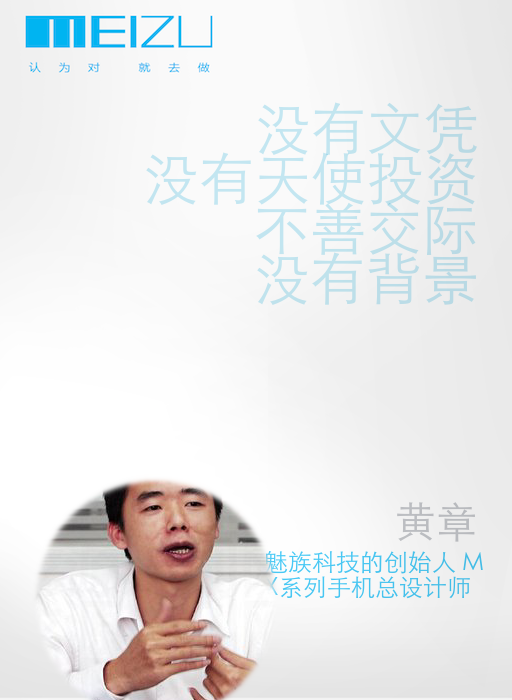 MEIZU
认为对 就去做
没有文凭
没有天使投资
不善交际
没有背景
黄章
魅族科技的创始人 M
X系列手机总设计师